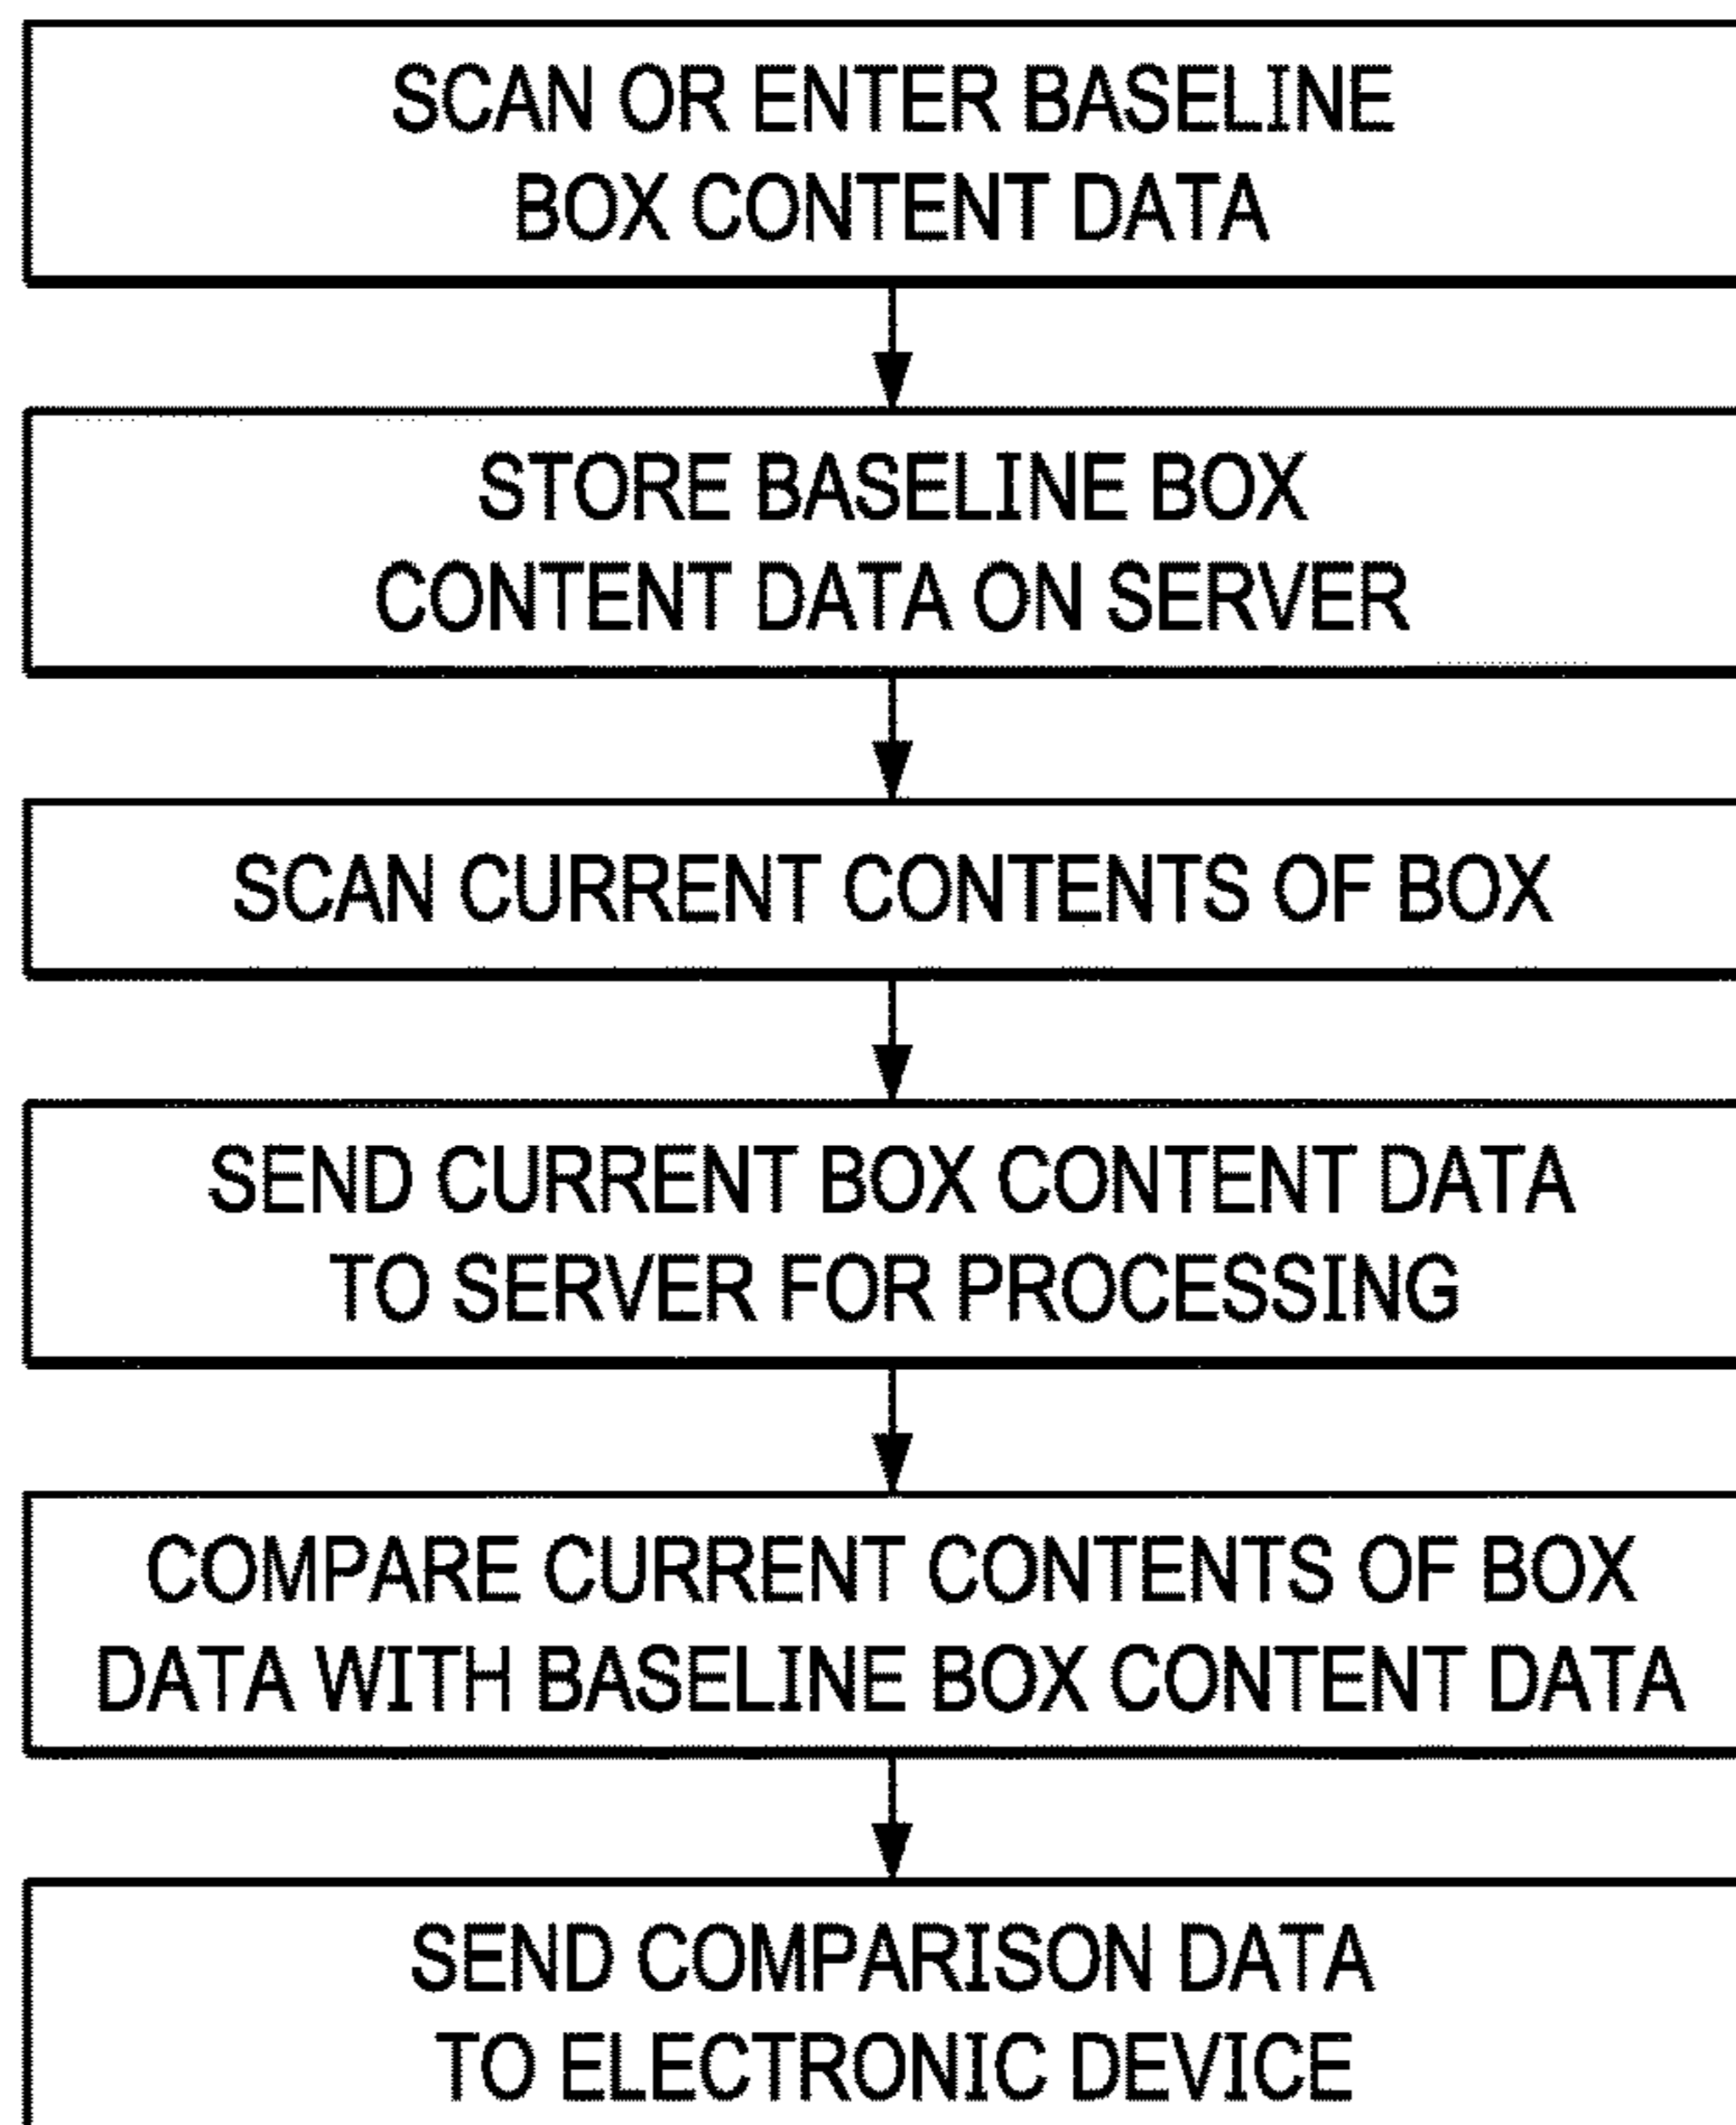 SCAN OR ENTER BASELINE
BOX CONTENT DATA
STORE BASELINE BOX
CONTENT DATA ON SERVER
SCAN CURRENT CONTENTS OF BOX
SEND CURRENT BOX CONTENT DATA
TO SERVER FOR PROCESSING
COMPARE CURRENT CONTENTS OF BOX
DATA WITH BASELINE BOX CONTENT DATA
SEND COMPARISON DATA
TO ELECTRONIC DEVICE